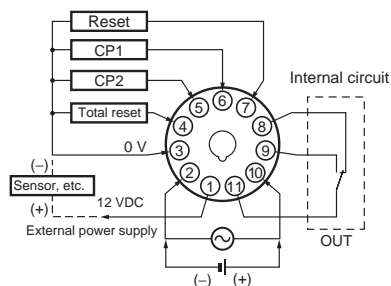 Reset
CP1
CP2
Total reset
Internal circuit
6
5
7
4
8
0 V
3
9
(−)
2
10
Sensor, etc.
1
11
(+)
12 VDC
External power supply
OUT
(−)
(+)